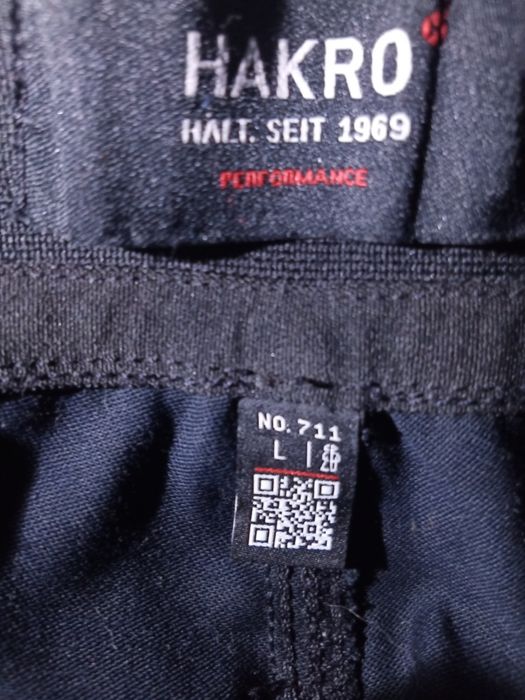 HAKRO
HALT. SEIT 1969
PERFORMANCE
NO. 711
L |